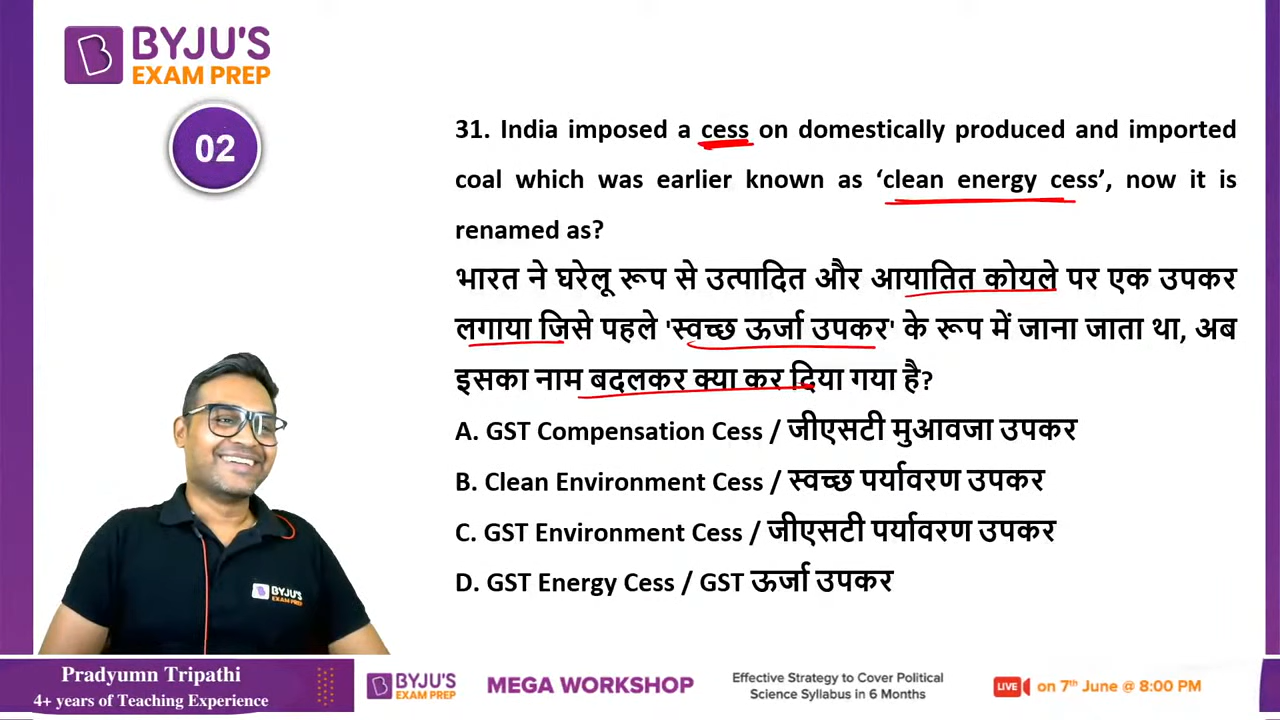 BYJU'S
EXAM PREP
02
31. India imposed a cess on domestically produced and imported
coal which was earlier known as ‘clean energy cess’, now it is
renamed as?
भारत ने घरेलू रूप से उत्पादित और आयातित कोयले पर एक उपकर
लगाया जिसे पहले 'स्वच्छ ऊर्जा उपकर' के रूप में जाना जाता था, अब
इसका नाम बदलकर क्या कर दिया गया है?
A. GST Compensation Cess / जीएसटी मुआवजा उपकर
B. Clean Environment Cess / स्वच्छ पर्यावरण उपकर
C. GST Environment Cess / जीएसटी पर्यावरण उपकर
D. GST Energy Cess / GST ऊर्जा उपकर
BYJU'S
EXAM PREP
Pradyumn Tripathi
4+ years of Teaching Experience
BYJU'S
EXAM PREP
MEGA WORKSHOP
Effective Strategy to Cover Political
Science Syllabus in 6 Months
LIVE on 7th June @ 8:00 PM